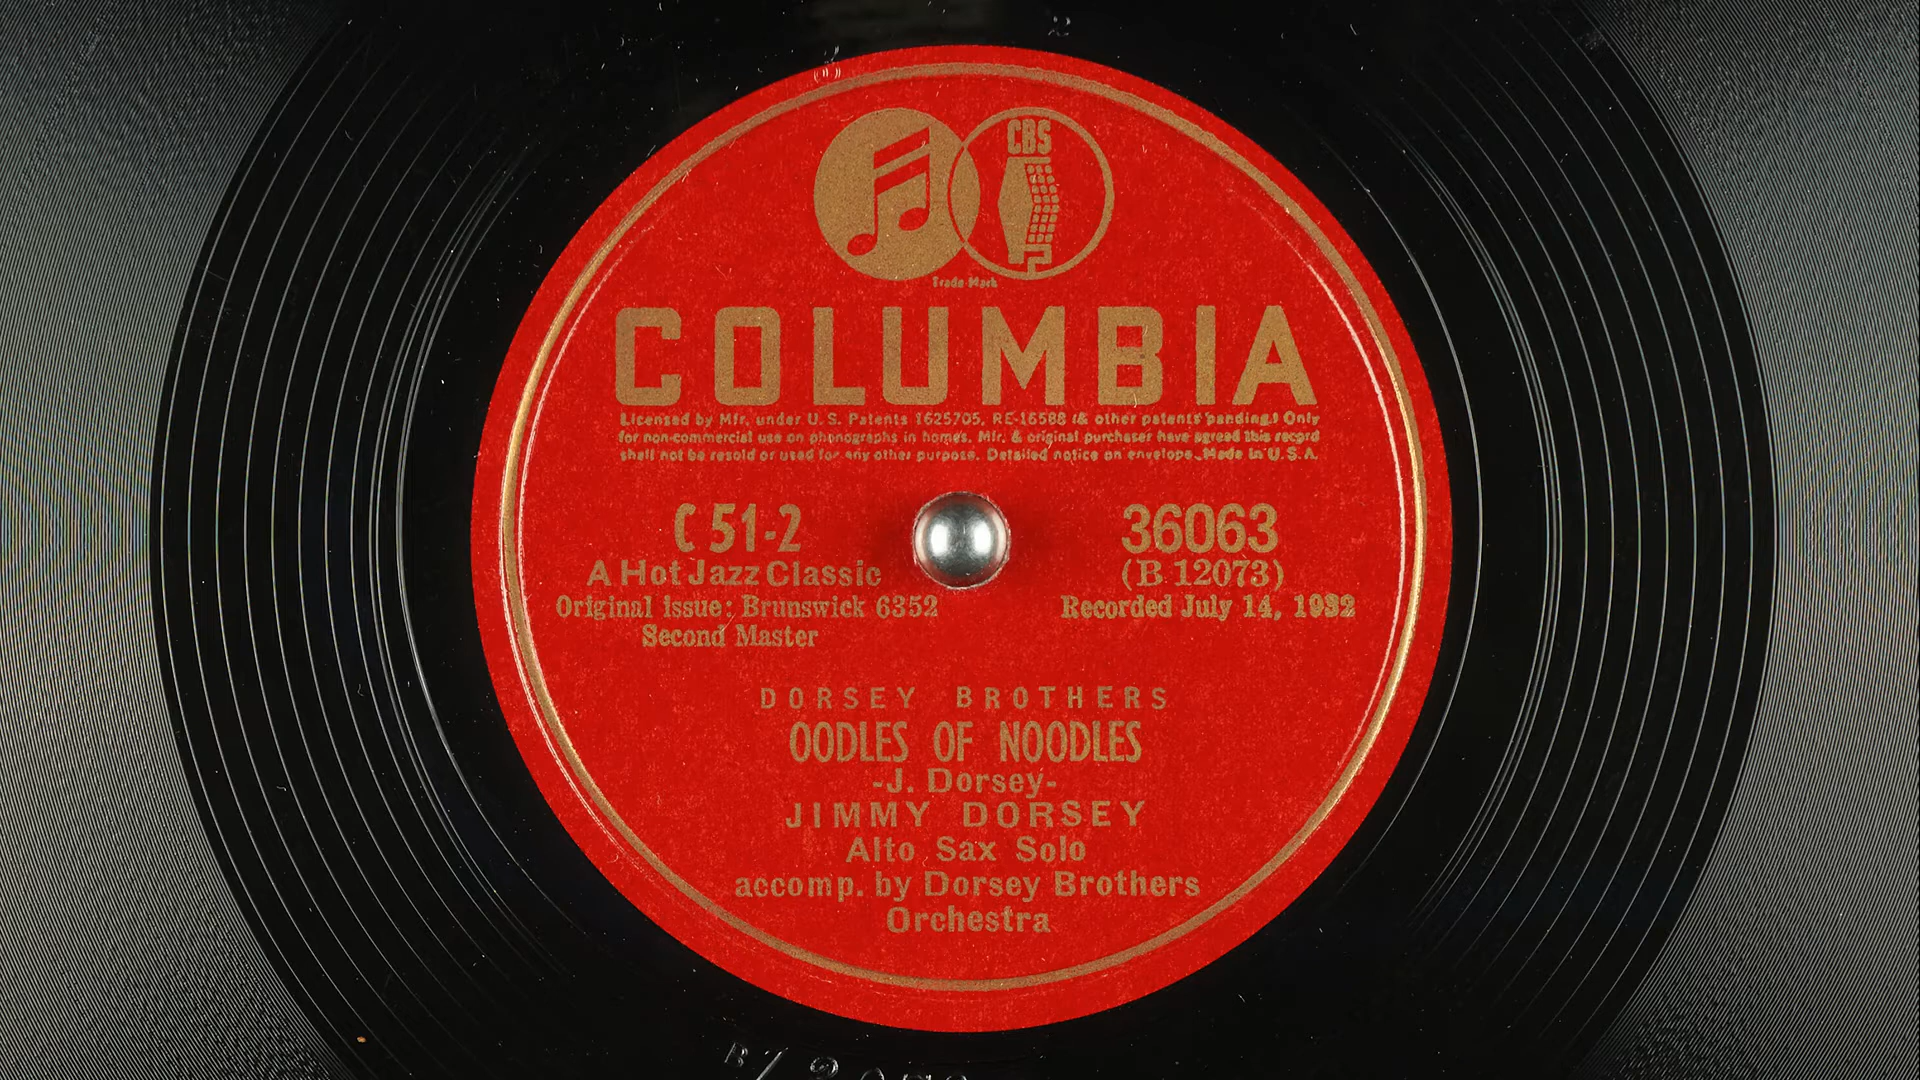 CBS
Trade Mark
COLUMBIA
Licensed by Mfr. under U.S. Patents 1625705, RE-16588 (& other patents pending.) Only
for non-commercial use on phonographs in homes. Mfr. & original purchaser have agreed this record
shall not be resold or used for any other purpose. Detailed notice on envelope. Made in U.S.A.
C 51-2
A Hot Jazz Classic
Original issue: Brunswick 6352
Second Master
36063
(B 12073)
Recorded July 14, 1932
DORSEY BROTHERS
OODLES OF NOODLES
-J. Dorsey-
JIMMY DORSEY
Alto Sax Solo
accomp. by Dorsey Brothers
Orchestra